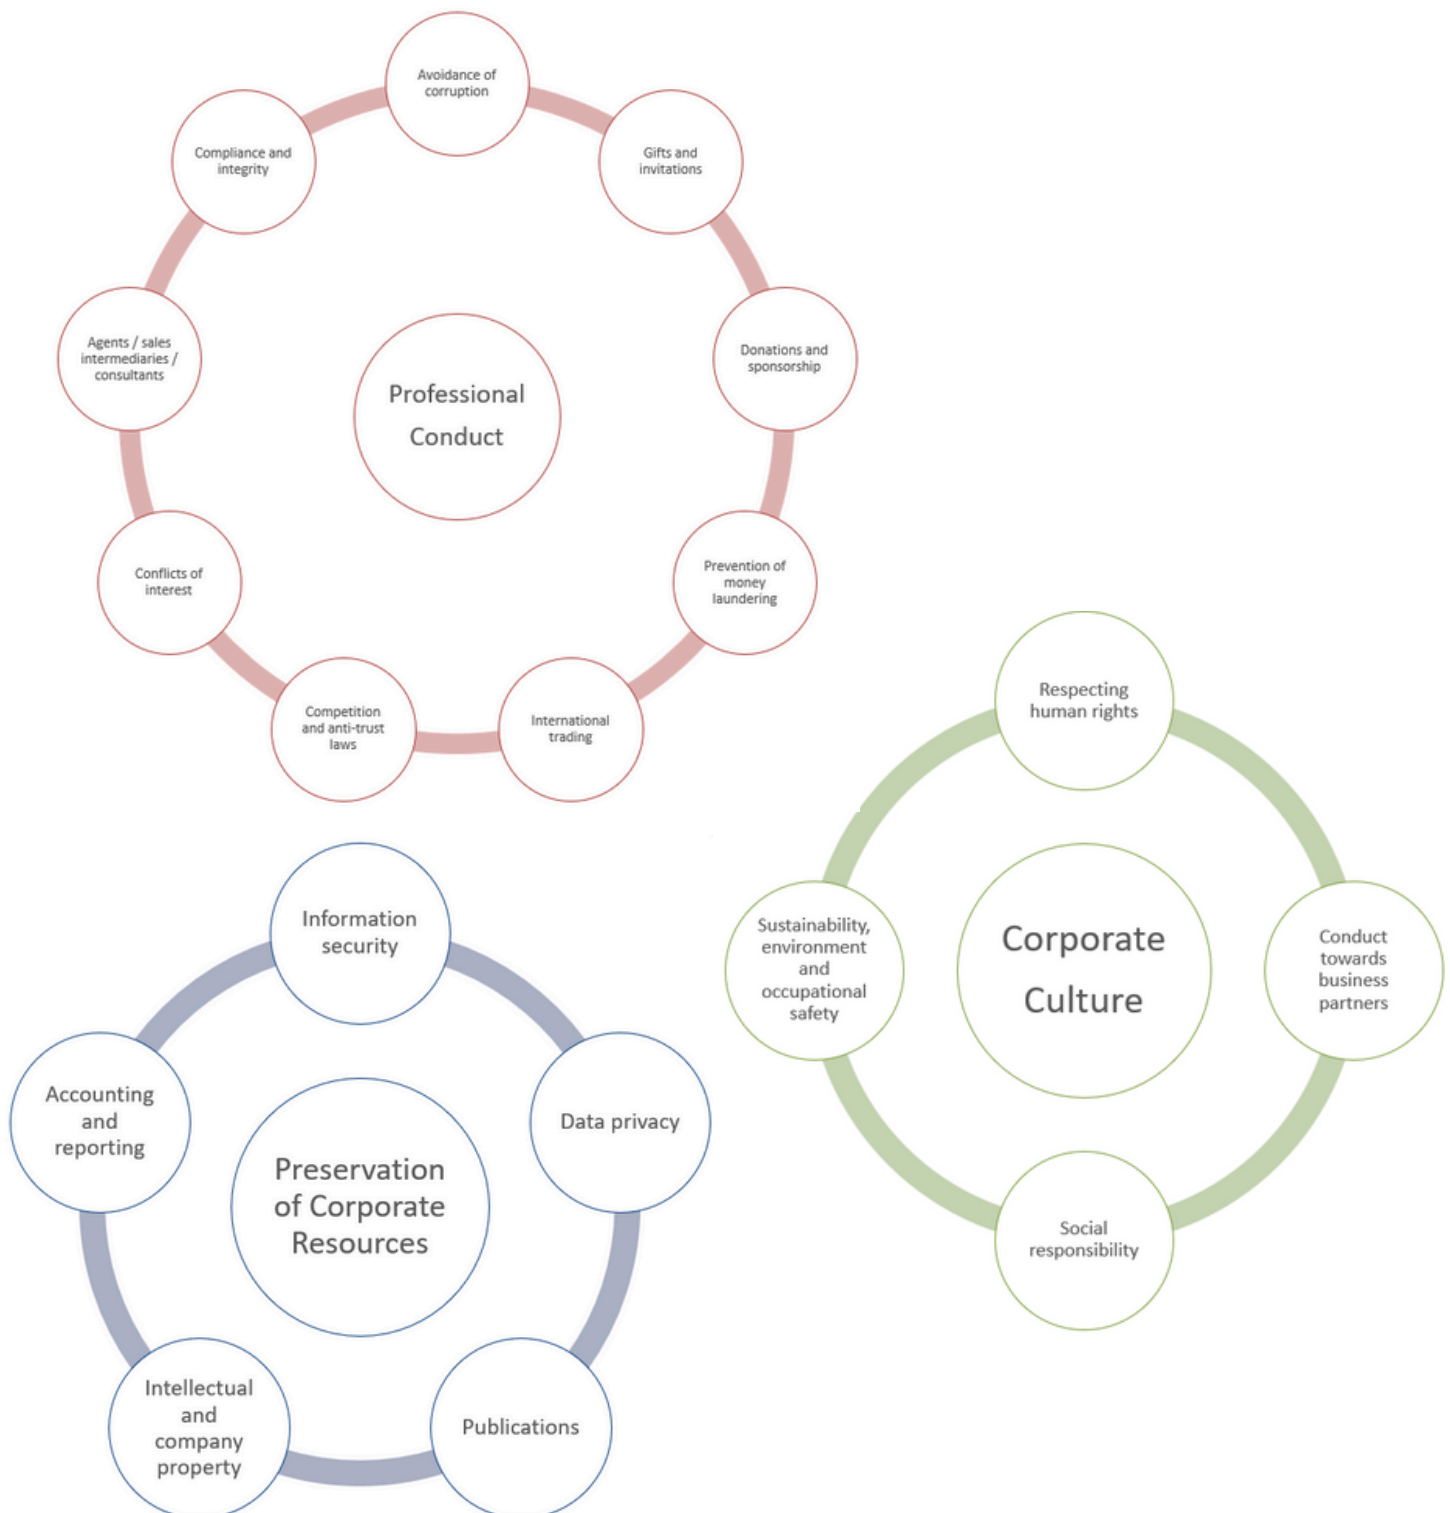 Avoidance of
corruption
Gifts and
invitations
Donations and
sponsorship
Prevention of
money
laundering
International
trading
Competition
and anti-trust
laws
Conflicts of
interest
Agents / sales
intermediaries /
consultants
Compliance and
integrity
Professional
Conduct
Respecting
human rights
Conduct
towards
business
partners
Social
responsibility
Sustainability,
environment
and
occupational
safety
Corporate
Culture
Information
security
Data privacy
Publications
Intellectual
and
company
property
Accounting
and
reporting
Preservation
of Corporate
Resources